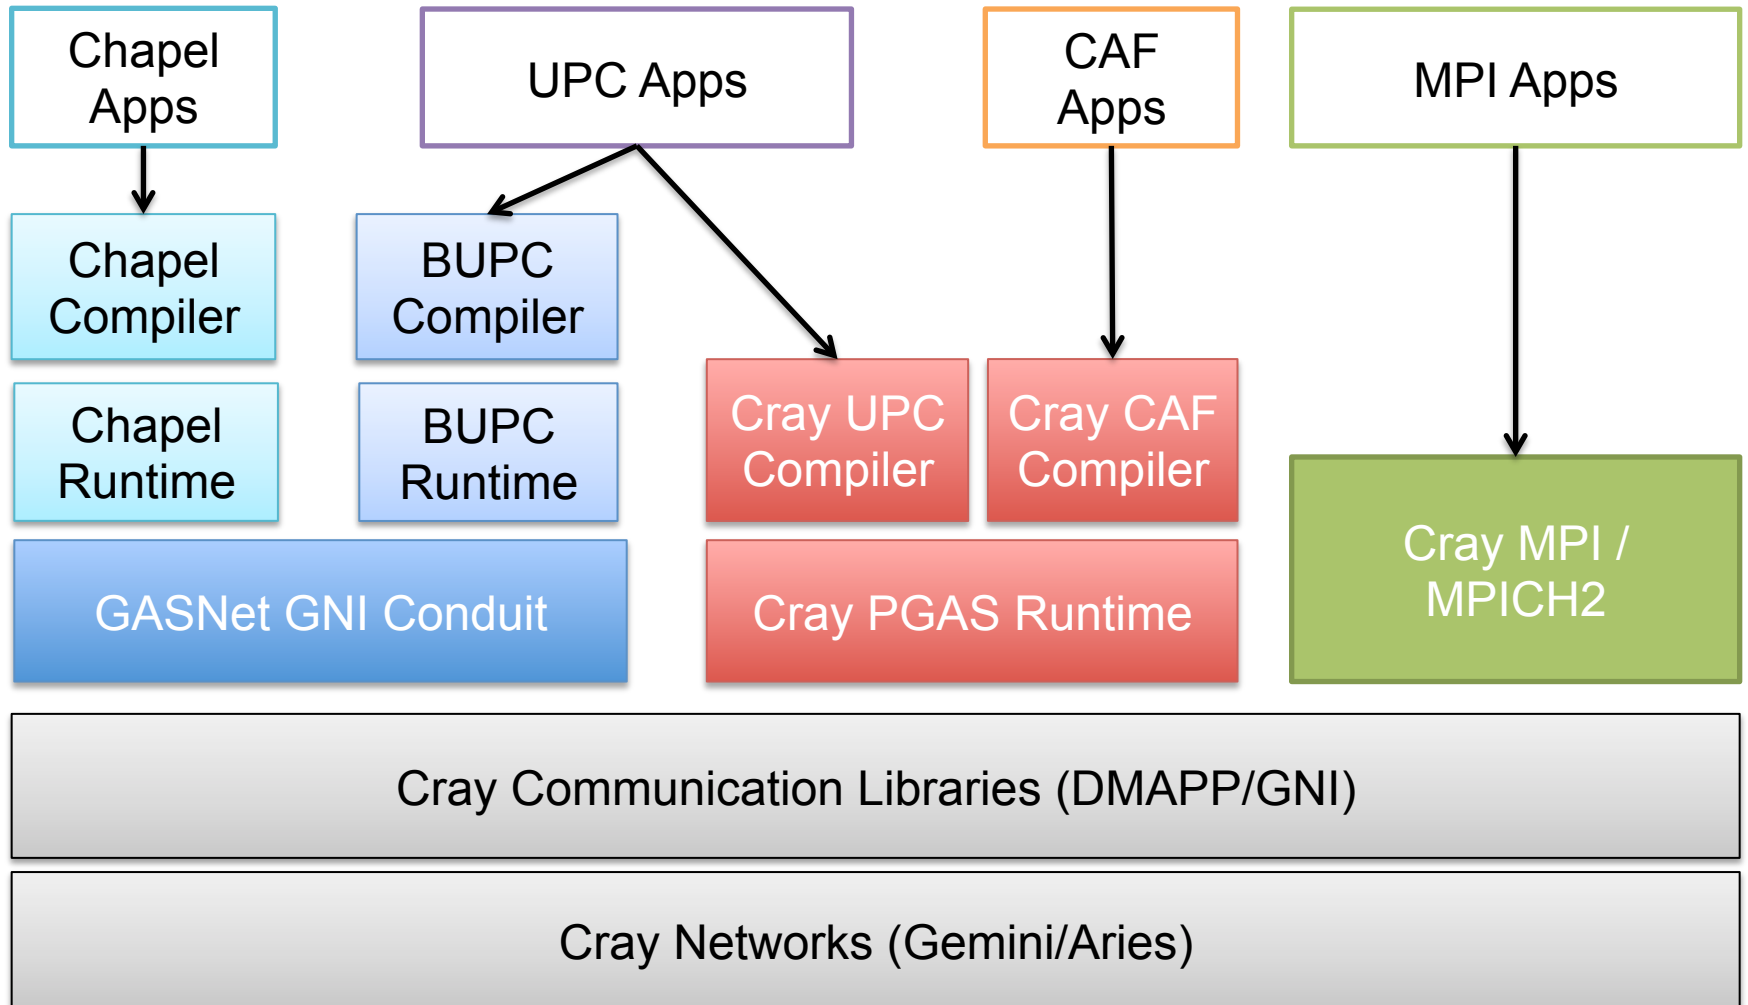 Chapel
Apps
UPC Apps
CAF
Apps
MPI Apps
Chapel
Compiler
BUPC
Compiler
Chapel
Runtime
BUPC
Runtime
Cray UPC
Compiler
Cray CAF
Compiler
Cray MPI /
MPICH2
GASNet GNI Conduit
Cray PGAS Runtime
Cray Communication Libraries (DMAPP/GNI)
Cray Networks (Gemini/Aries)